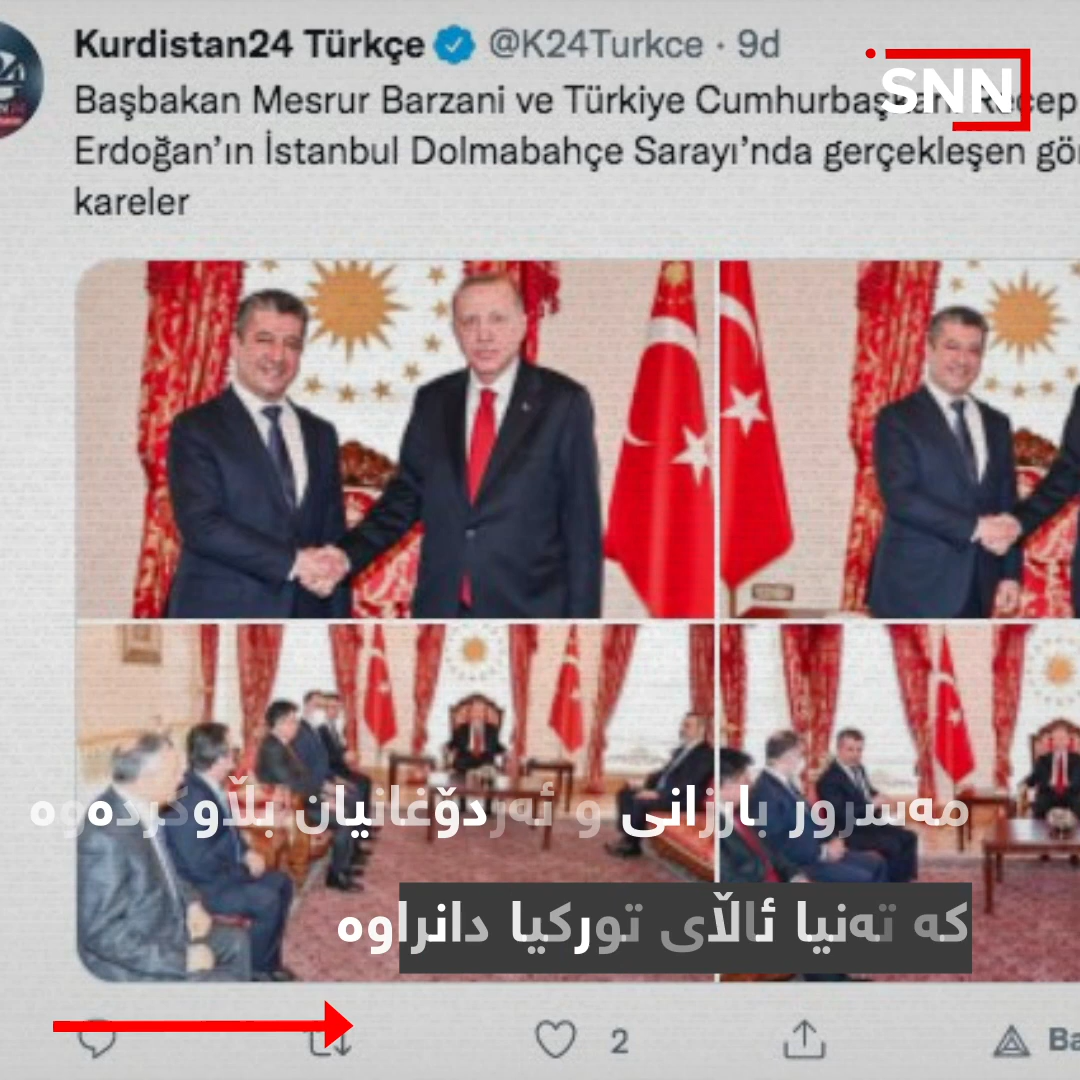 Kurdistan24 Türkçe @K24Turkce · 9d
SNN
Başbakan Mesrur Barzani ve Türkiye Cumhurbaşkanı Recep
Erdoğan’ın İstanbul Dolmabahçe Sarayı’nda gerçekleşen
kareler
مەسرور بارزانی و ئەردۆغانیان بڵاوکردەوە
کە تەنیا ئاڵای تورکیا دانراوە
2